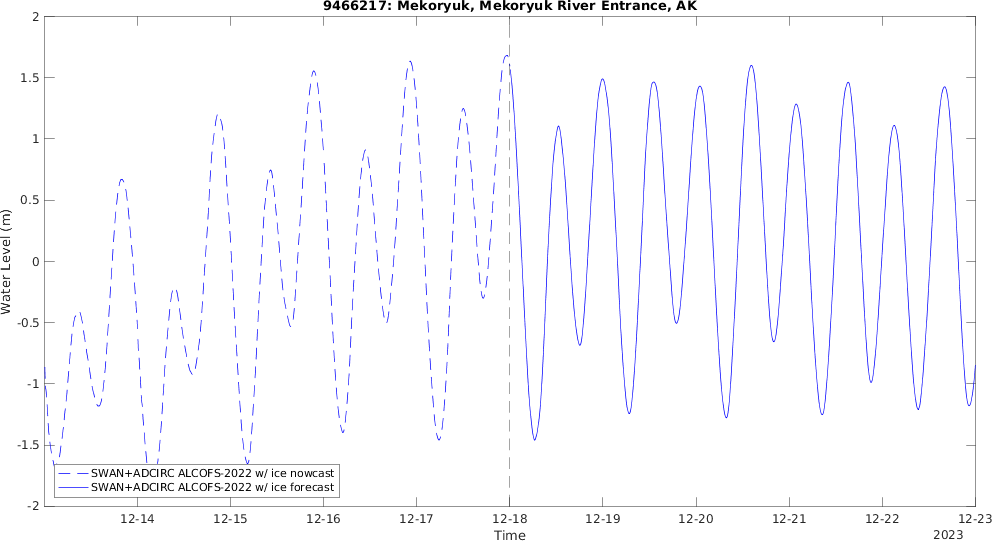 9466217: Mekoryuk, Mekoryuk River Entrance, AK
2
1.5
1
0.5
0
-0.5
-1
-1.5
-2
Water Level (m)
SWAN+ADCIRC ALCOFS-2022 w/ ice nowcast
SWAN+ADCIRC ALCOFS-2022 w/ ice forecast
12-14 12-15 12-16 12-17 12-18 12-19 12-20 12-21 12-22 12-23
Time
2023